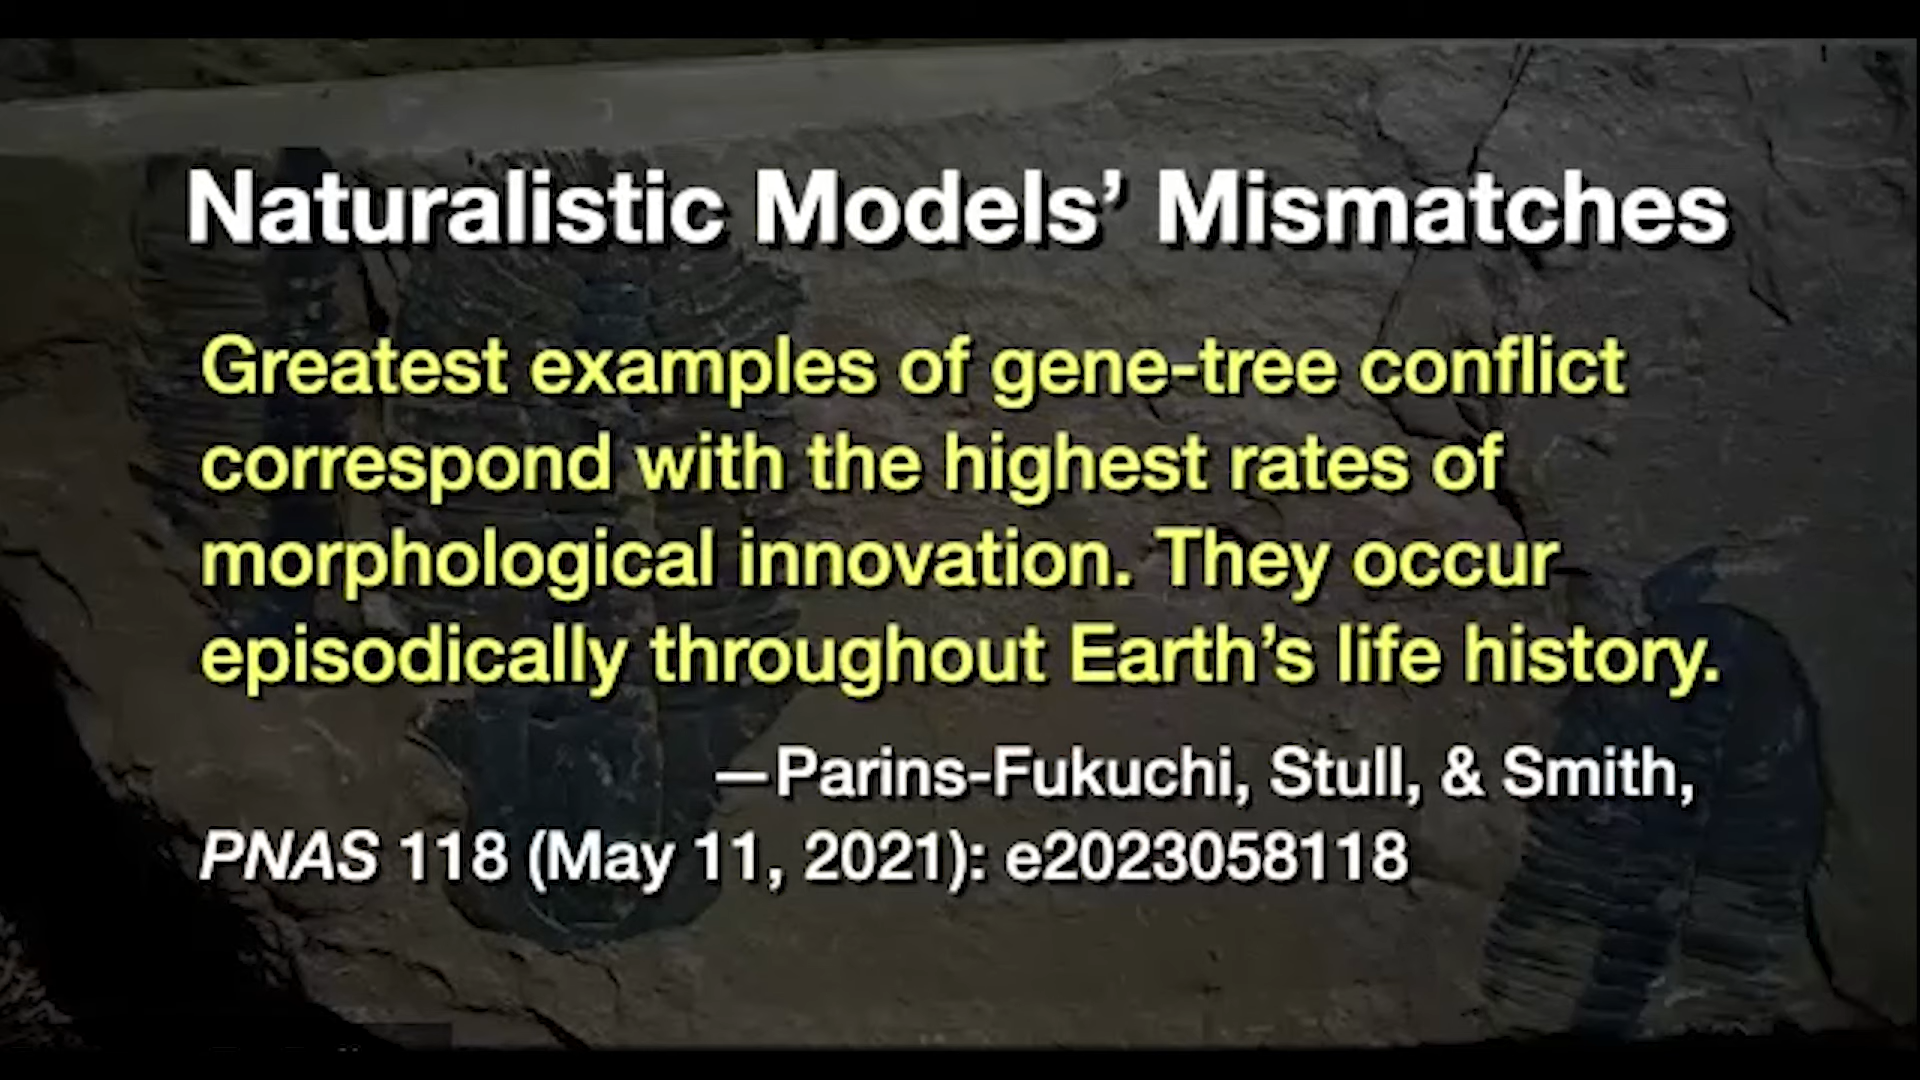 Naturalistic Models’ Mismatches
Greatest examples of gene-tree conflict
correspond with the highest rates of
morphological innovation. They occur
episodically throughout Earth’s life history.
—Parins-Fukuchi, Stull, & Smith,
PNAS 118 (May 11, 2021): e2023058118